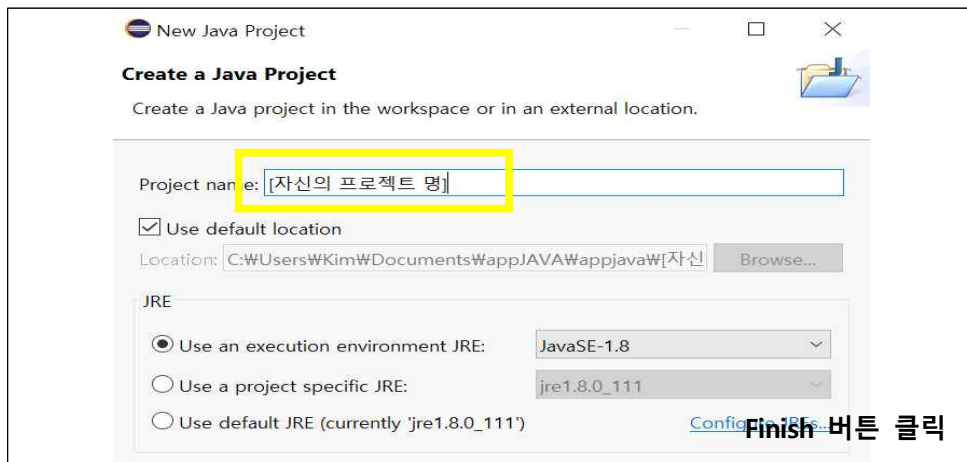 New Java Project
Create a Java Project
Create a Java project in the workspace or in an external location.
Project name: [자신의 프로젝트 명]
Use default location
Location: C:₩Users₩Kim₩Documents₩appJAVA₩appjava₩[자신 Browse...
JRE
Use an execution environment JRE: JavaSE-1.8
Use a project specific JRE: jre1.8.0_111
Use default JRE (currently 'jre1.8.0_111') Configure JREs...
Finish 버튼 클릭